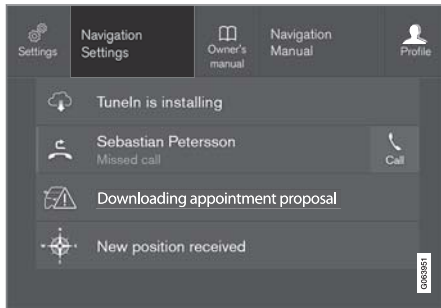 Settings
Navigation
Settings
Owner's
manual
Navigation
Manual
Profile
TuneIn is installing
Sebastian Petersson
Missed call
Call
Downloading appointment proposal
New position received
G063951